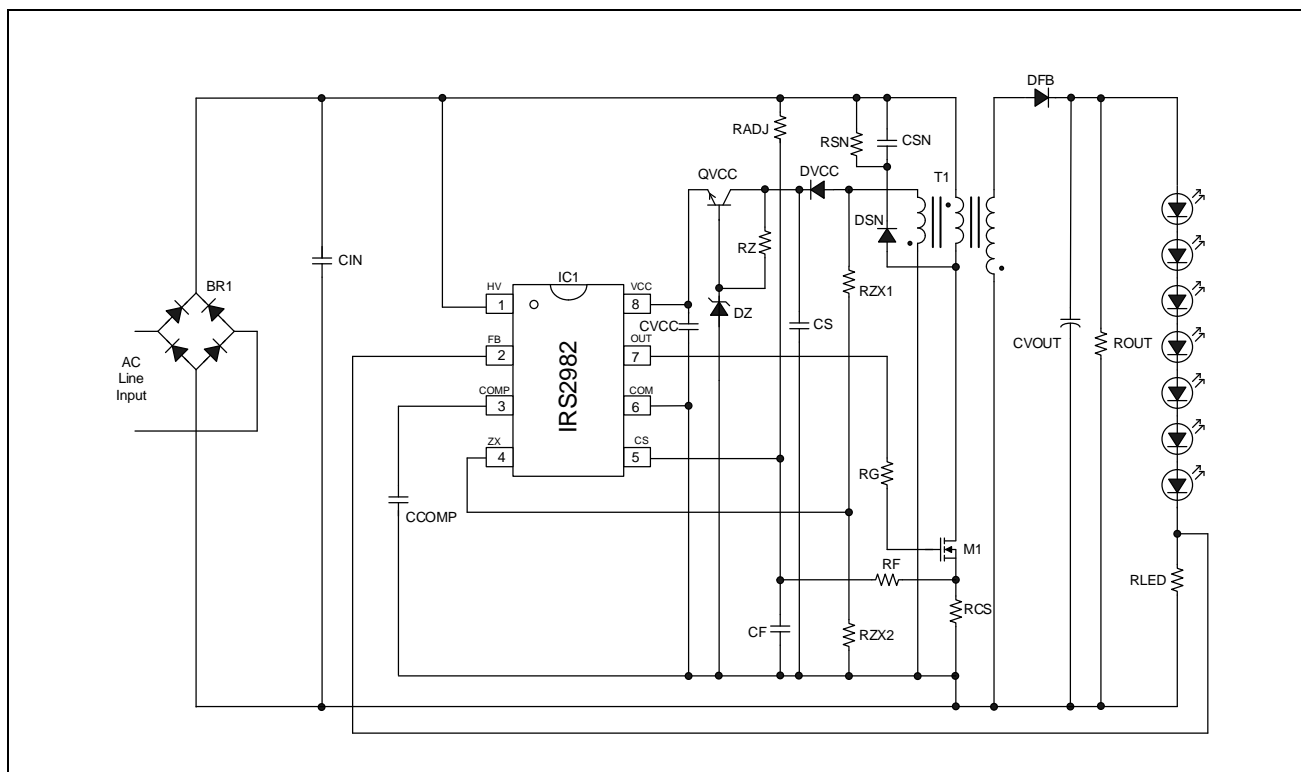 DFB
RADJ
RSN
CSN
QVCC
DVCC
T1
DSN
RZ
CIN
BR1
IC1
RZX1
HV
VCC
1
8
CVCC
DZ
CS
CVOUT
ROUT
FB
OUT
2
7
AC
Line
Input
IRS2982
COMP
COM
3
6
ZX
CS
4
5
RG
CCOMP
M1
RF
RLED
RCS
CF
RZX2